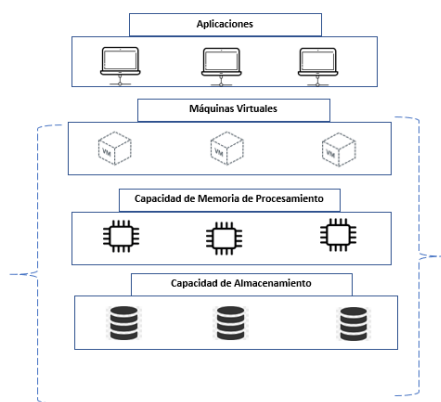 Aplicaciones
Máquinas Virtuales
VM
VM
VM
Capacidad de Memoria de Procesamiento
Capacidad de Almacenamiento